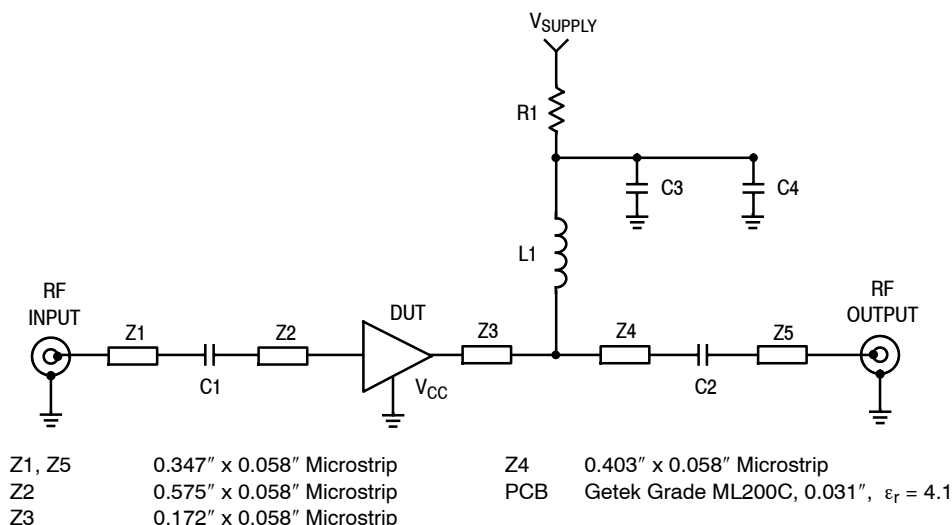 VSUPPLY
R1
C3
C4
L1
RF
INPUT
DUT
RF
OUTPUT
Z1
Z2
Z3
Z4
Z5
C1
VCC
C2
Z1, Z5 0.347″ x 0.058″ Microstrip
Z2 0.575″ x 0.058″ Microstrip
Z3 0.172″ x 0.058″ Microstrip
Z4 0.403″ x 0.058″ Microstrip
PCB Getek Grade ML200C, 0.031″, εr = 4.1